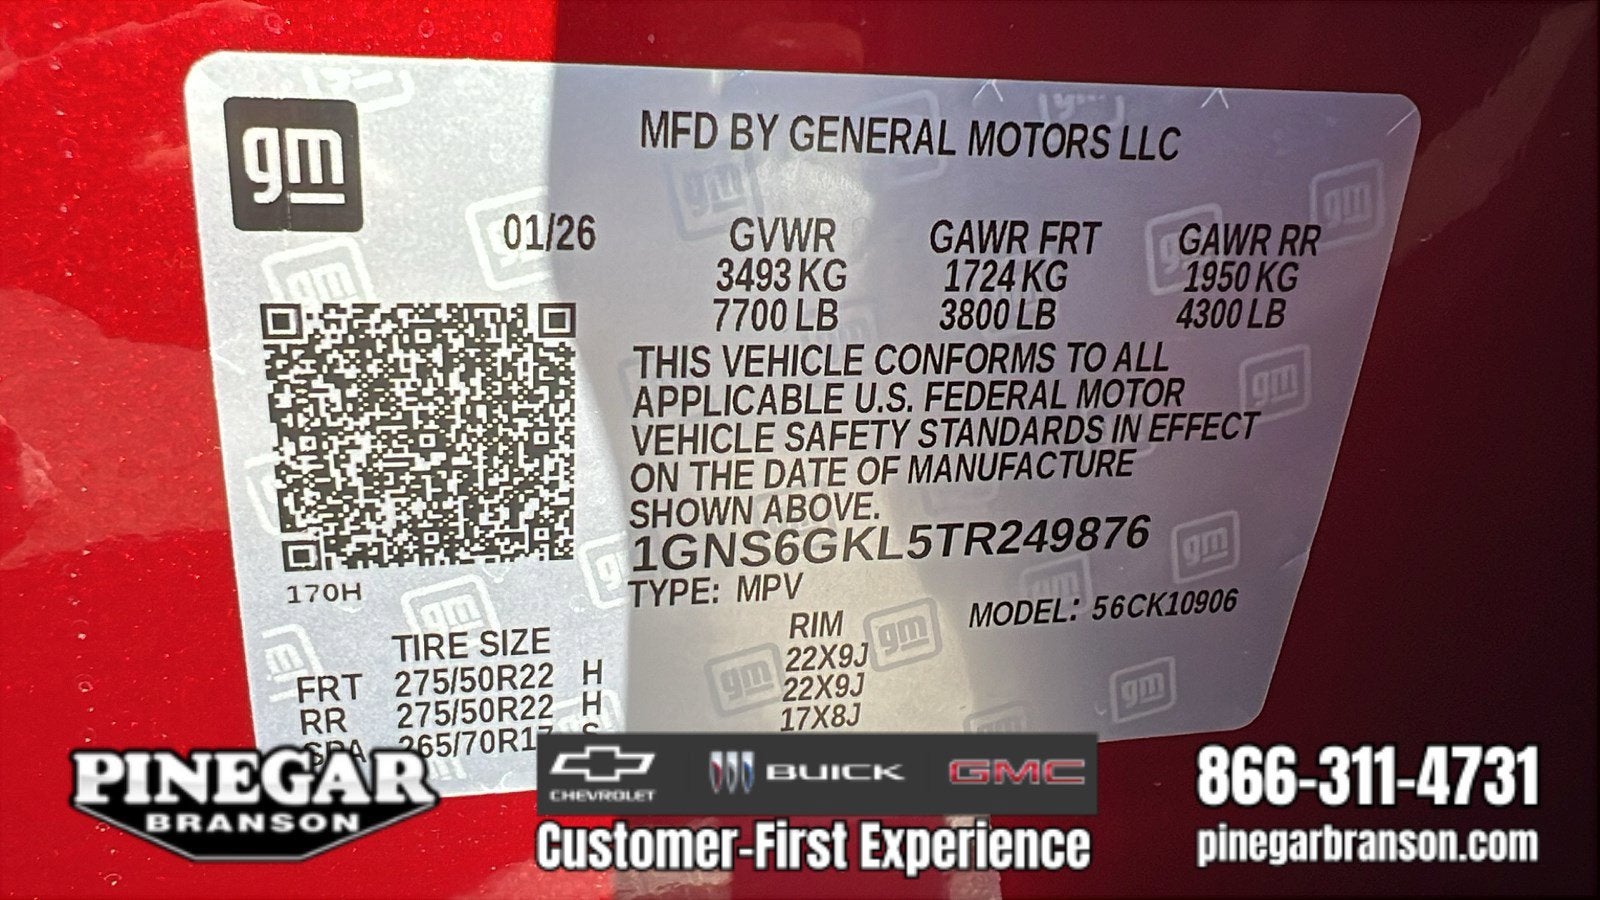 gm
MFD BY GENERAL MOTORS LLC
01/26
GVWR GAWR FRT GAWR RR
3493 KG 1724 KG 1950 KG
7700 LB 3800 LB 4300 LB
THIS VEHICLE CONFORMS TO ALL
APPLICABLE U.S. FEDERAL MOTOR
VEHICLE SAFETY STANDARDS IN EFFECT
ON THE DATE OF MANUFACTURE
SHOWN ABOVE.
1GNS6GKL5TR249876
170H
TYPE: MPV MODEL: 56CK10906
TIRE SIZE RIM
FRT 275/50R22 H 22X9J
RR 275/50R22 H 22X9J
SPA 265/70R17 S 17X8J
PINEGAR
BRANSON
CHEVROLET BUICK GMC
Customer-First Experience
866-311-4731
pinegarbranson.com